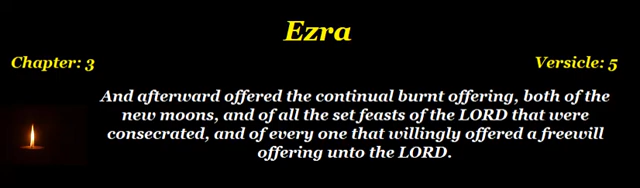 Ezra
Chapter: 3 Versicle: 5
And afterward offered the continual burnt offering, both of the
new moons, and of all the set feasts of the LORD that were
consecrated, and of every one that willingly offered a freewill
offering unto the LORD.